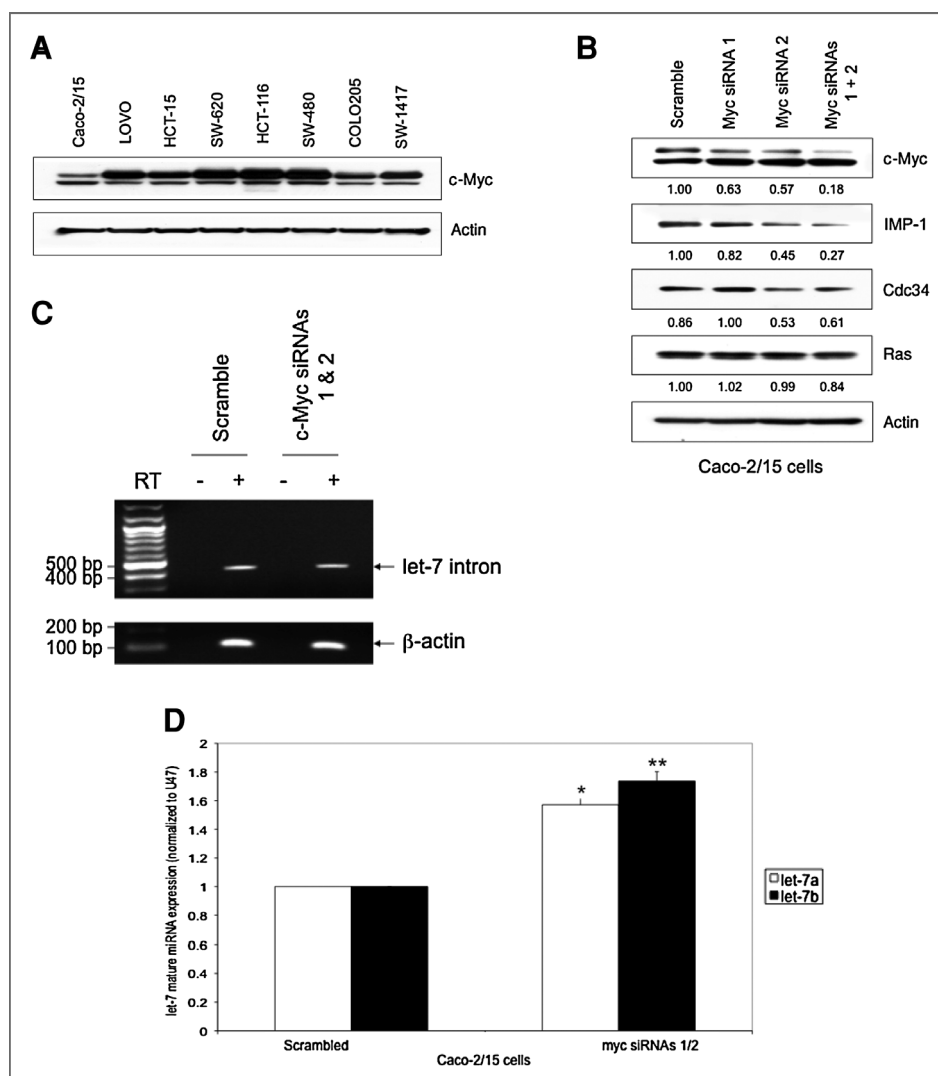 A
Caco-2/15 LOVO HCT-15 SW-620 HCT-116 SW-480 COLO205 SW-1417
c-Myc
Actin
B
Scramble Myc siRNA 1 Myc siRNA 2 Myc siRNAs 1 + 2
c-Myc
1.00 0.63 0.57 0.18
IMP-1
1.00 0.82 0.45 0.27
Cdc34
0.86 1.00 0.53 0.61
Ras
1.00 1.02 0.99 0.84
Actin
Caco-2/15 cells
C
Scramble
c-Myc siRNAs
1 & 2
RT - + - +
500 bp
400 bp
let-7 intron
200 bp
100 bp
β-actin
D
let-7 mature miRNA expression (normalized to U47)
2
1.8
1.6
1.4
1.2
1
0.8
0.6
0.4
0.2
0
* **
Scrambled myc siRNAs 1/2
Caco-2/15 cells
let-7a
let-7b